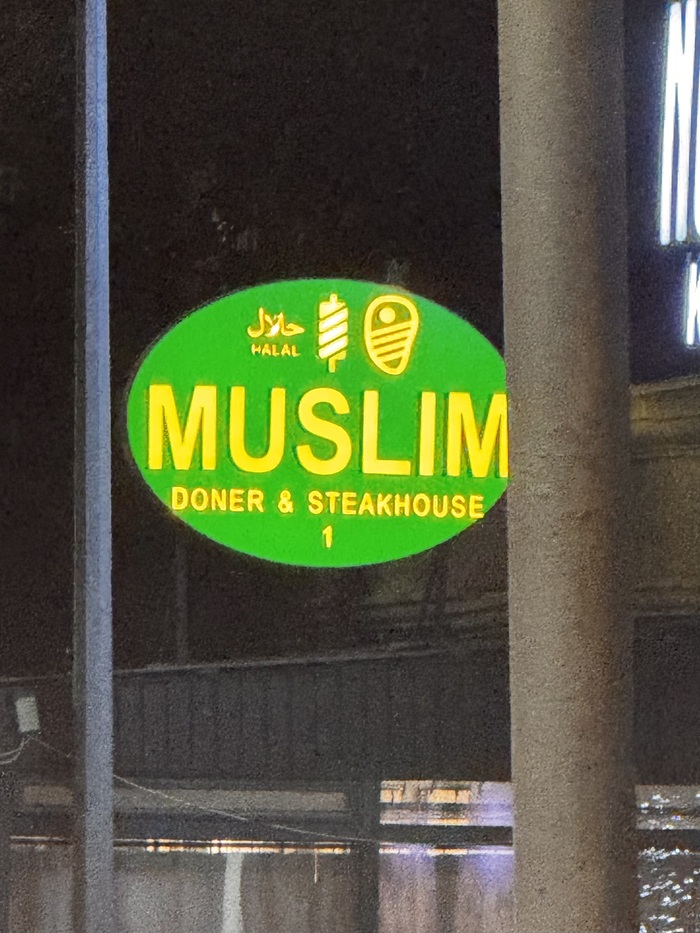 حلال
HALAL
MUSLIM
DONER & STEAKHOUSE
1